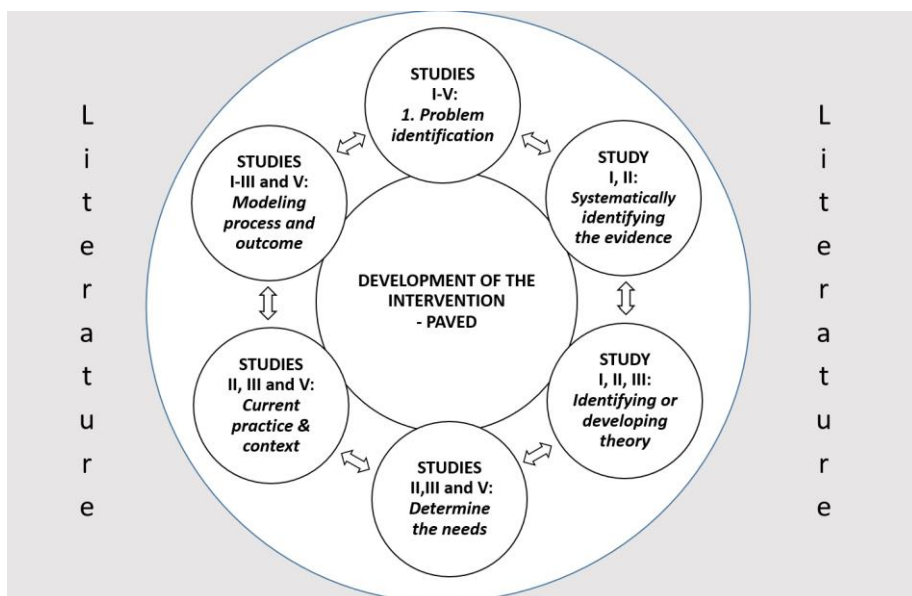 STUDIES
I-V:
1. Problem
identification
STUDY
I, II:
Systematically
identifying
the evidence
STUDY
I, II, III:
Identifying or
developing
theory
STUDIES
II,III and V:
Determine
the needs
STUDIES
II, III and V:
Current
practice &
context
STUDIES
I-III and V:
Modeling
process and
outcome
DEVELOPMENT OF THE
INTERVENTION
- PAVED
L
i
t
e
r
a
t
u
r
e
L
i
t
e
r
a
t
u
r
e